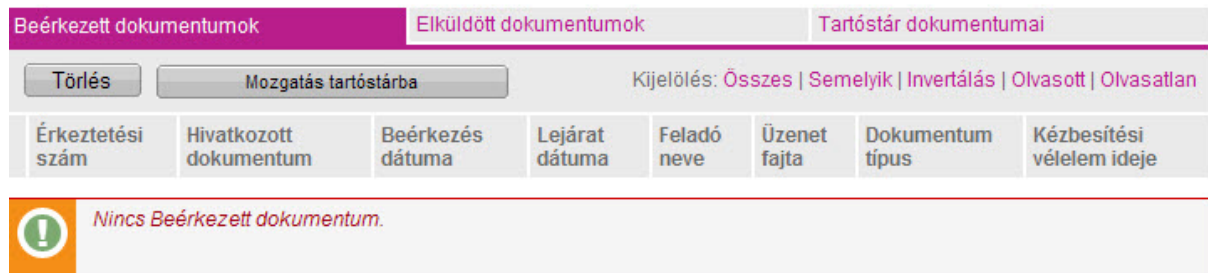 Beérkezett dokumentumok Elküldött dokumentumok Tartóstár dokumentumai
Törlés Mozgatás tartóstárba Kijelölés: Összes | Semelyik | Invertálás | Olvasott | Olvasatlan
Érkeztetési Hivatkozott Beérkezés Lejárat Feladó Üzenet Dokumentum Kézbesítési
szám dokumentum dátuma dátuma neve fajta típus vélelem ideje
Nincs Beérkezett dokumentum.